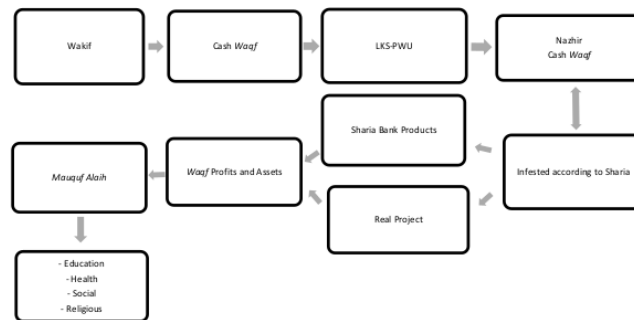 Wakif
Cash Waqf
LKS-PWU
Nazhir
Cash Waqf
Sharia Bank Products
Mauquf Alaih
Waqf Profits and Assets
Infested according to Sharia
Real Project
- Education
- Health
- Social
- Religious